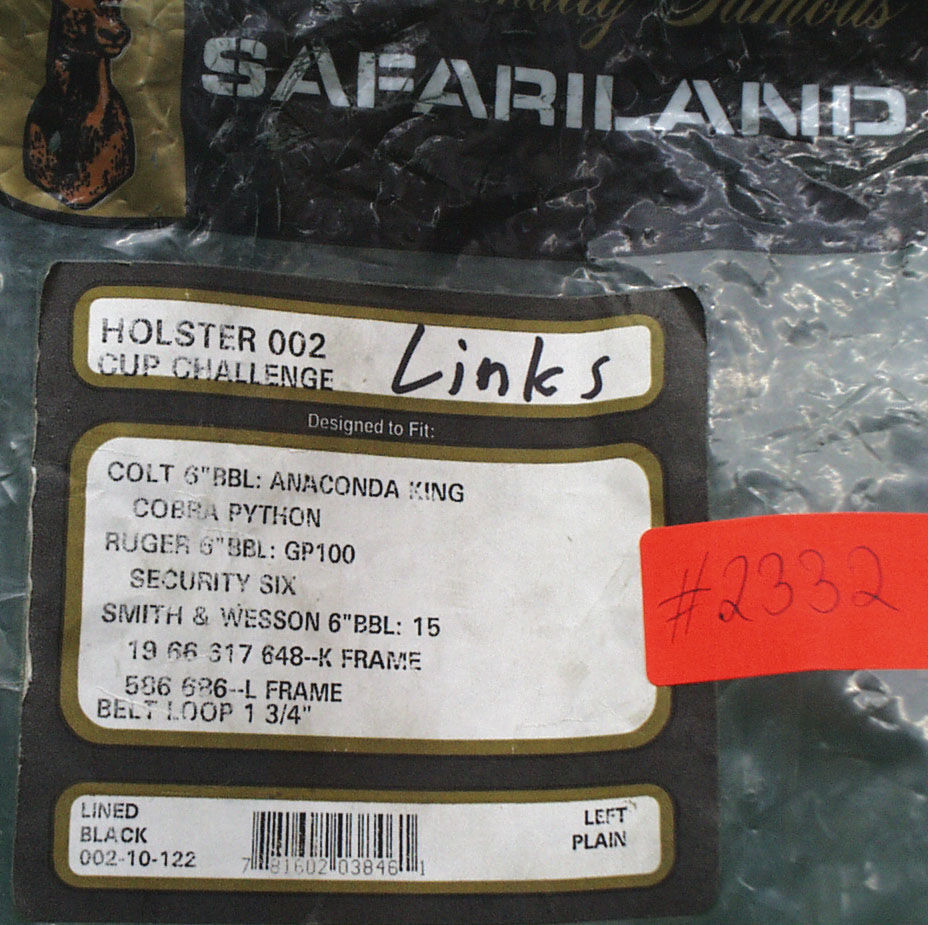 Famous
SAFARILAND
HOLSTER 002
CUP CHALLENGE
Links
Designed to Fit:
COLT 6"BBL: ANACONDA KING
COBRA PYTHON
RUGER 6"BBL: GP100
SECURITY SIX
SMITH & WESSON 6"BBL: 15
19 66 617 648--K FRAME
586 686--L FRAME
BELT LOOP 1 3/4"
#2332
LINED
BLACK
002-10-122
7 81602 03846 1
LEFT
PLAIN